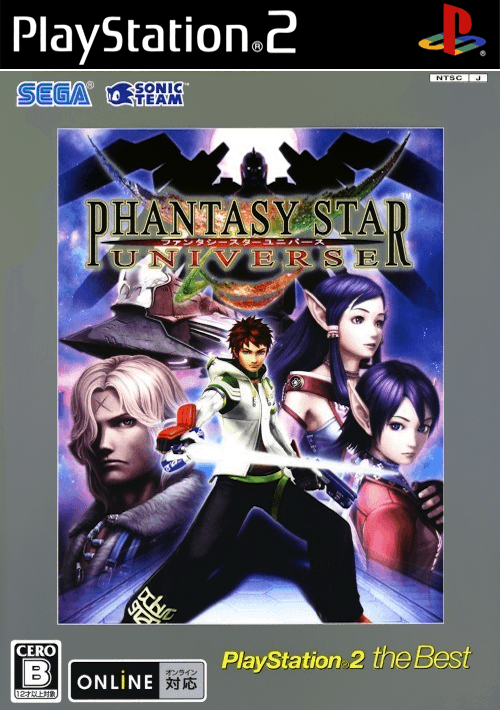 PlayStation®2
NTSC J
SEGA®
SONIC TEAM™
PHANTASY STAR™
ファンタシースターユニバース
UNIVERSE
CERO
B
12才以上対象
ONLiNE オンライン対応
PlayStation®2 the Best